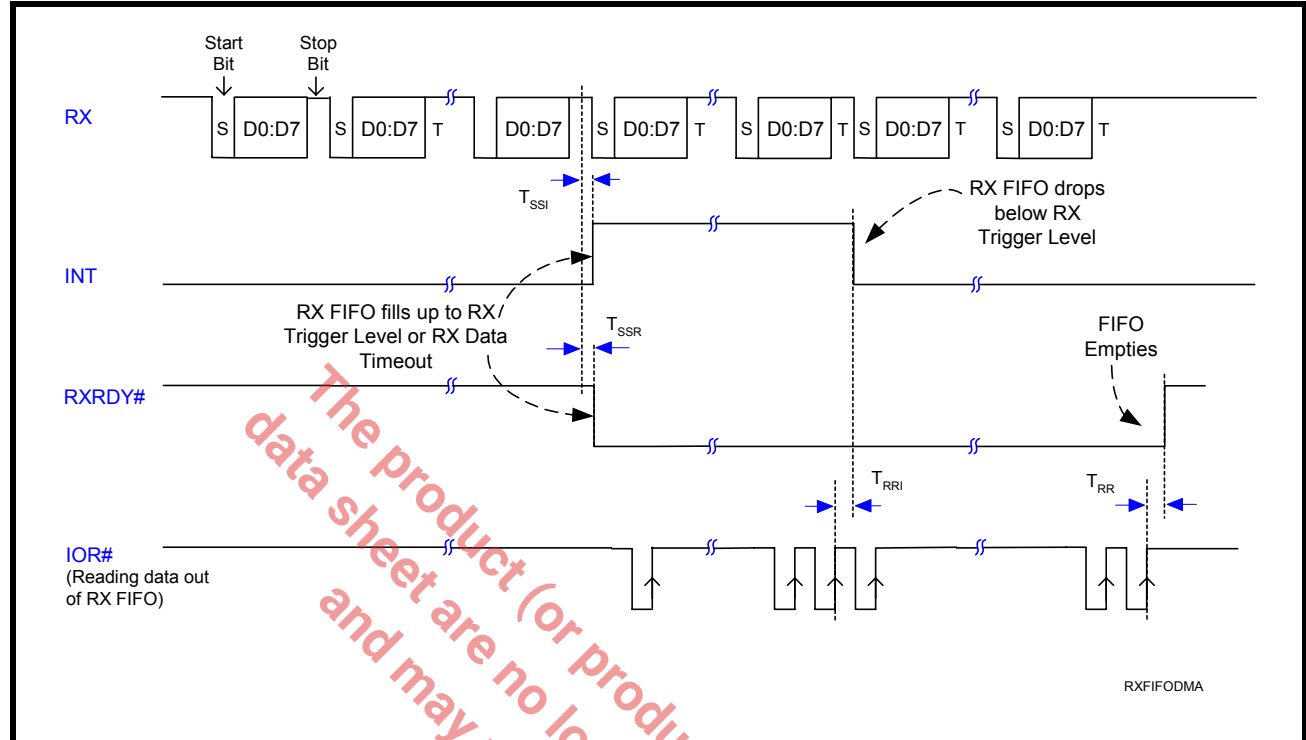 Start
Bit
Stop
Bit
RX
S D0:D7 S D0:D7 T D0:D7 S D0:D7 T S D0:D7 T S D0:D7 T S D0:D7 T
TSSI
RX FIFO drops
below RX
Trigger Level
INT
RX FIFO fills up to RX
Trigger Level or RX Data
Timeout
TSSR
FIFO
Empties
RXRDY#
TRRI
TRR
IOR#
(Reading data out
of RX FIFO)
RXFIFODMA
The product (or produ
data sheet are no lo
and may